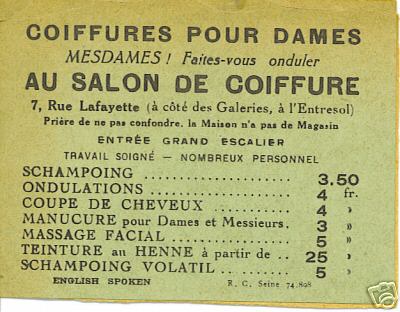 COIFFURES POUR DAMES
MESDAMES ! Faites-vous onduler
AU SALON DE COIFFURE
7, Rue Lafayette (à côté des Galeries, à l'Entresol)
Prière de ne pas confondre, la Maison n'a pas de Magasin
ENTRÉE GRAND ESCALIER
TRAVAIL SOIGNÉ — NOMBREUX PERSONNEL
SCHAMPOING ........................ 3.50
ONDULATIONS ...................... 4 fr.
COUPE DE CHEVEUX .............. 4 »
MANUCURE pour Dames et Messieurs. 3 »
MASSAGE FACIAL .................. 5 »
TEINTURE au HENNE à partir de .. 25 »
SCHAMPOING VOLATIL .............. 5 »
ENGLISH SPOKEN R. C. Seine 74.898